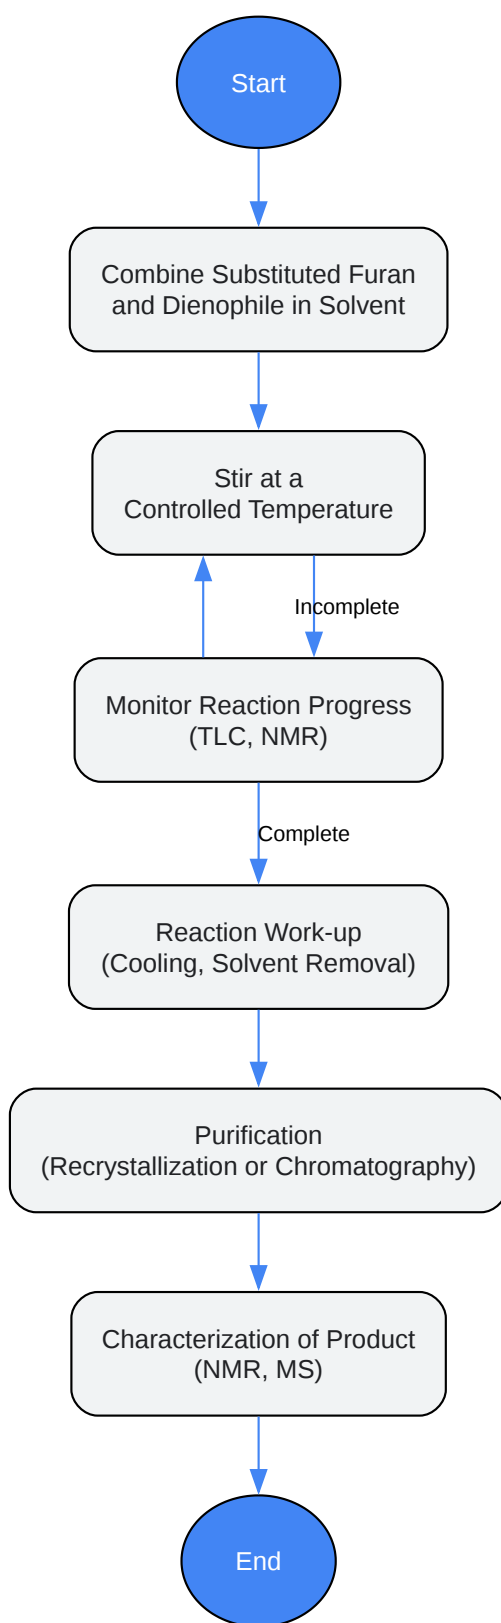 Start
Combine Substituted Furan
and Dienophile in Solvent
Stir at a
Controlled Temperature
Incomplete
Monitor Reaction Progress
(TLC, NMR)
Complete
Reaction Work-up
(Cooling, Solvent Removal)
Purification
(Recrystallization or Chromatography)
Characterization of Product
(NMR, MS)
End